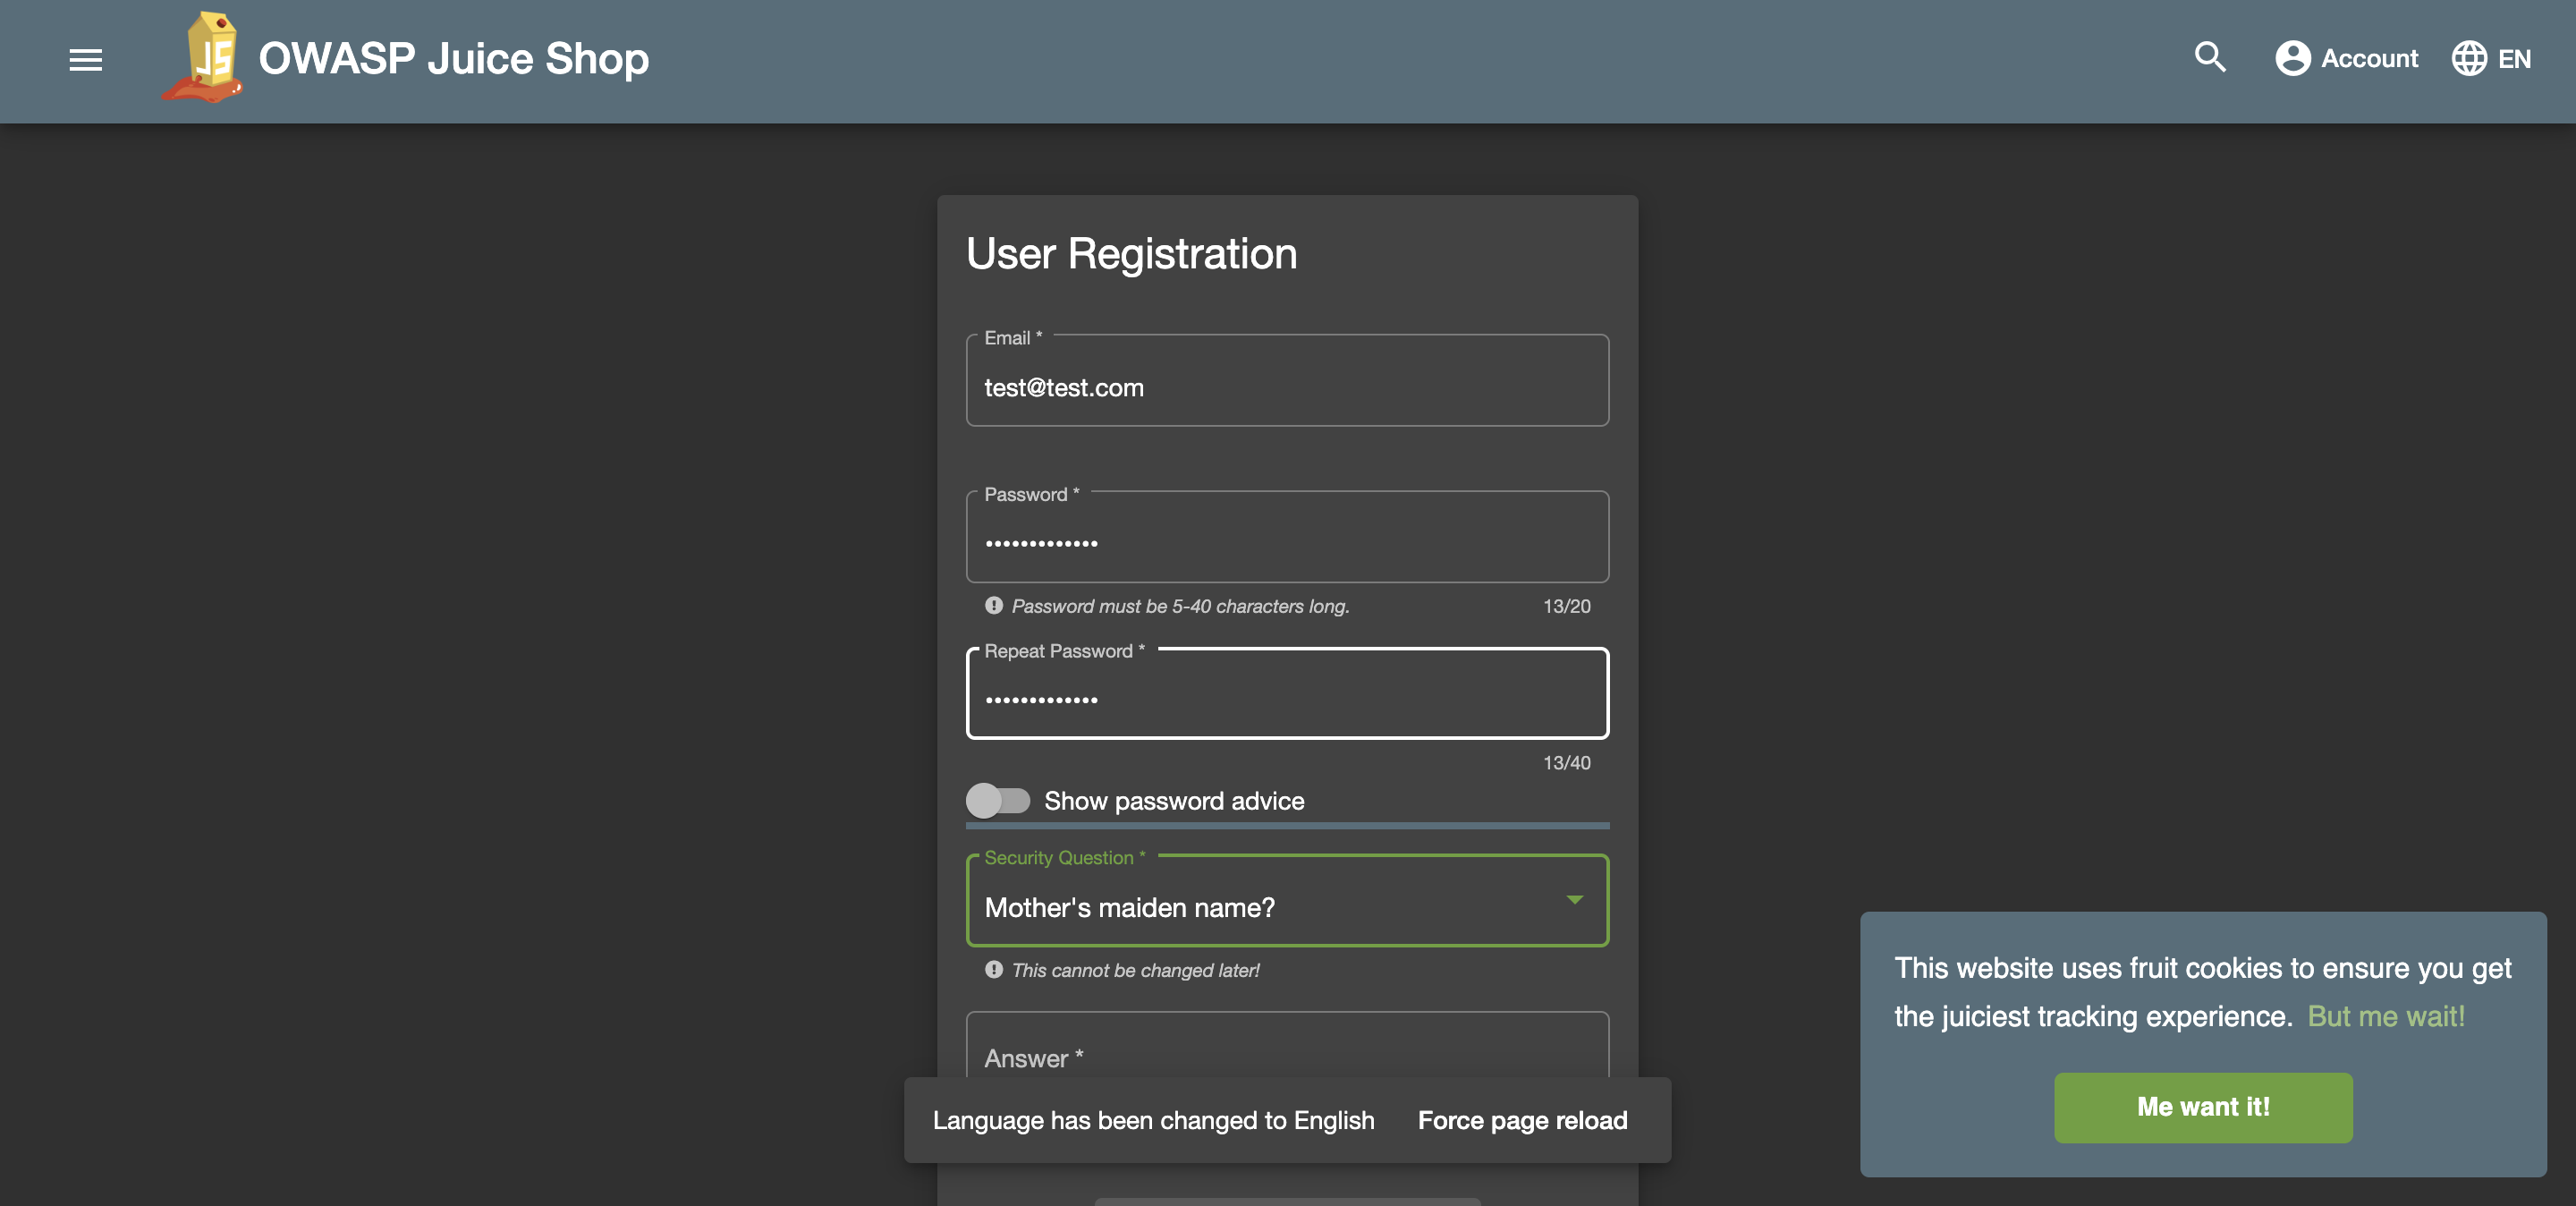 JS
OWASP Juice Shop
Account
EN
User Registration
Email *
test@test.com
Password *
•••••••••••••
Password must be 5-40 characters long.
13/20
Repeat Password *
•••••••••••••
13/40
Show password advice
Security Question *
Mother's maiden name?
This cannot be changed later!
Answer *
Language has been changed to English
Force page reload
This website uses fruit cookies to ensure you get
the juiciest tracking experience. But me wait!
Me want it!